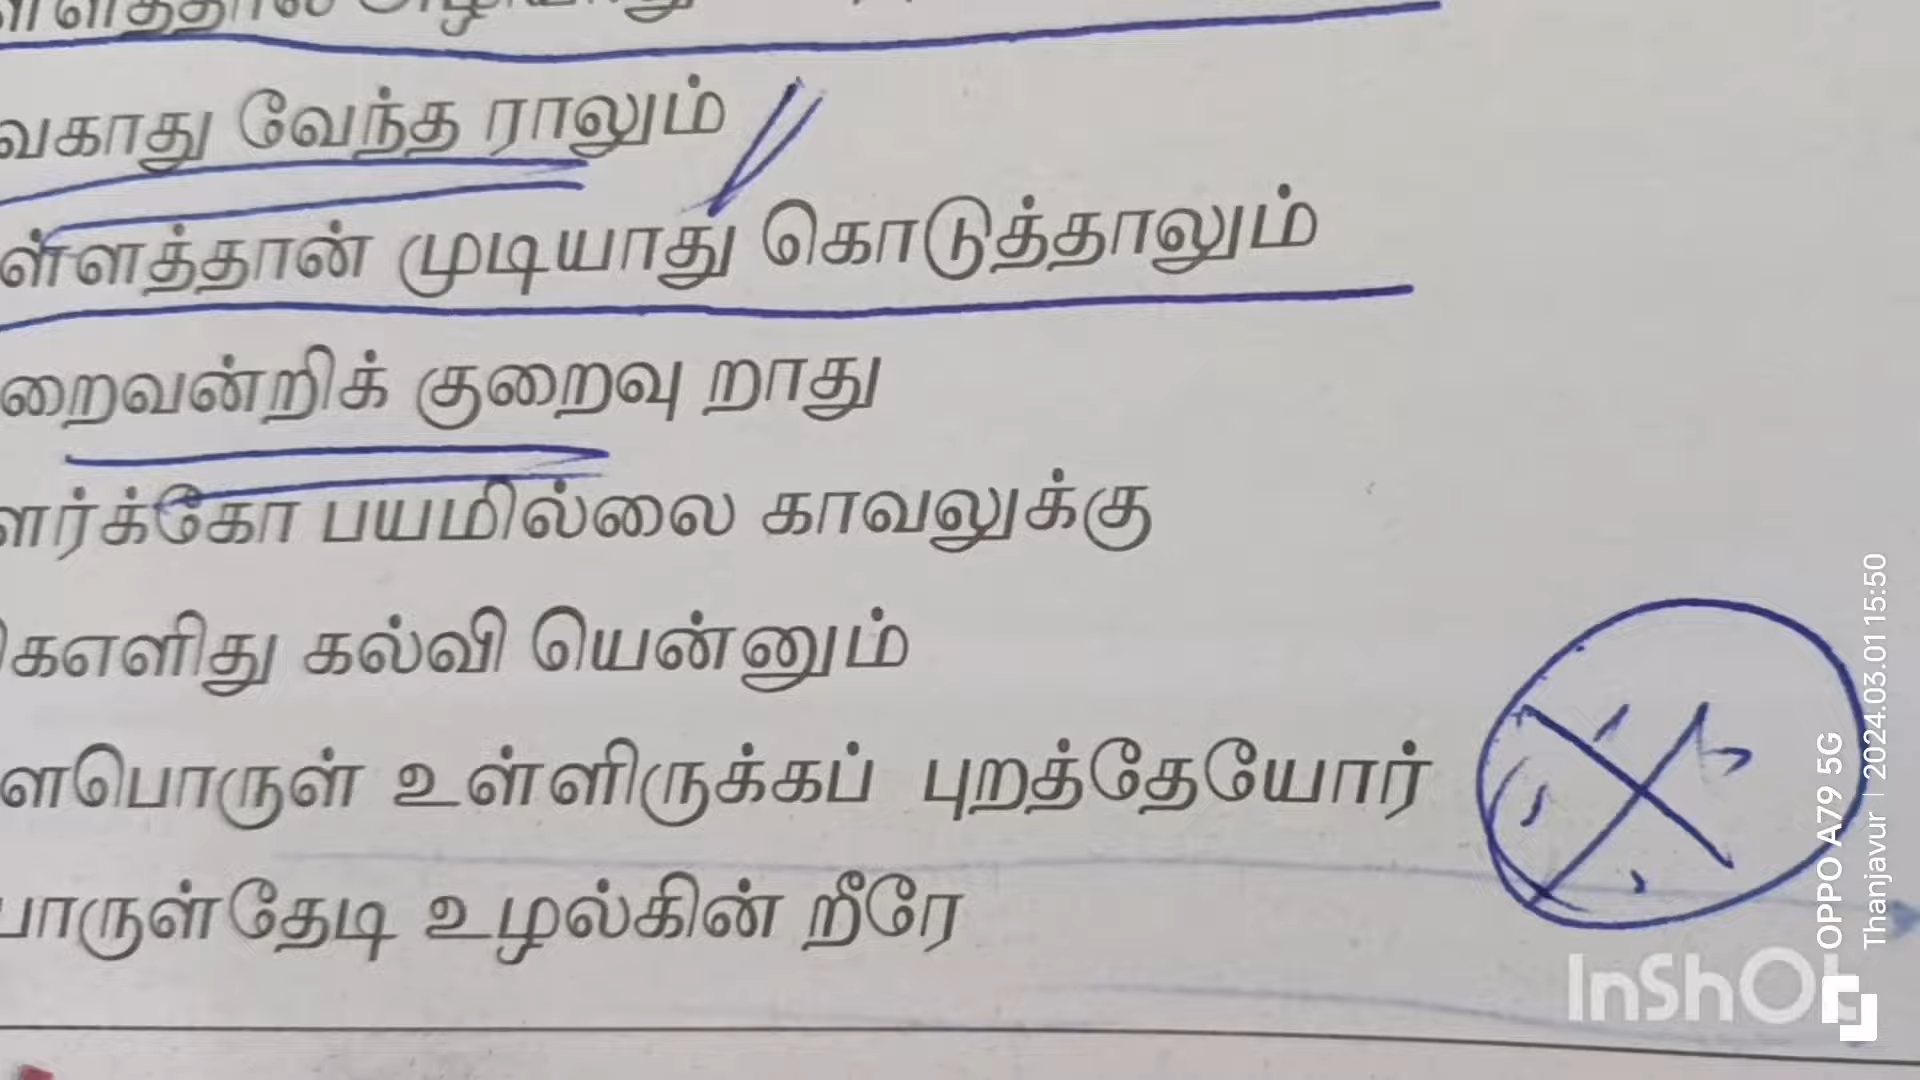 வேகாது வேந்த ராலும்
ள்ளத்தான் முடியாது கொடுத்தாலும்
றைவன்றிக் குறைவு றாது
ளர்க்கோ பயமில்லை காவலுக்கு
கஎளிது கல்வி யென்னும்
ளபொருள் உள்ளிருக்கப் புறத்தேயோர்
பாருள்தேடி உழல்கின் றீரே
OPPO A79 5G
Thanjavur | 2024.03.01 15:50
InShOt